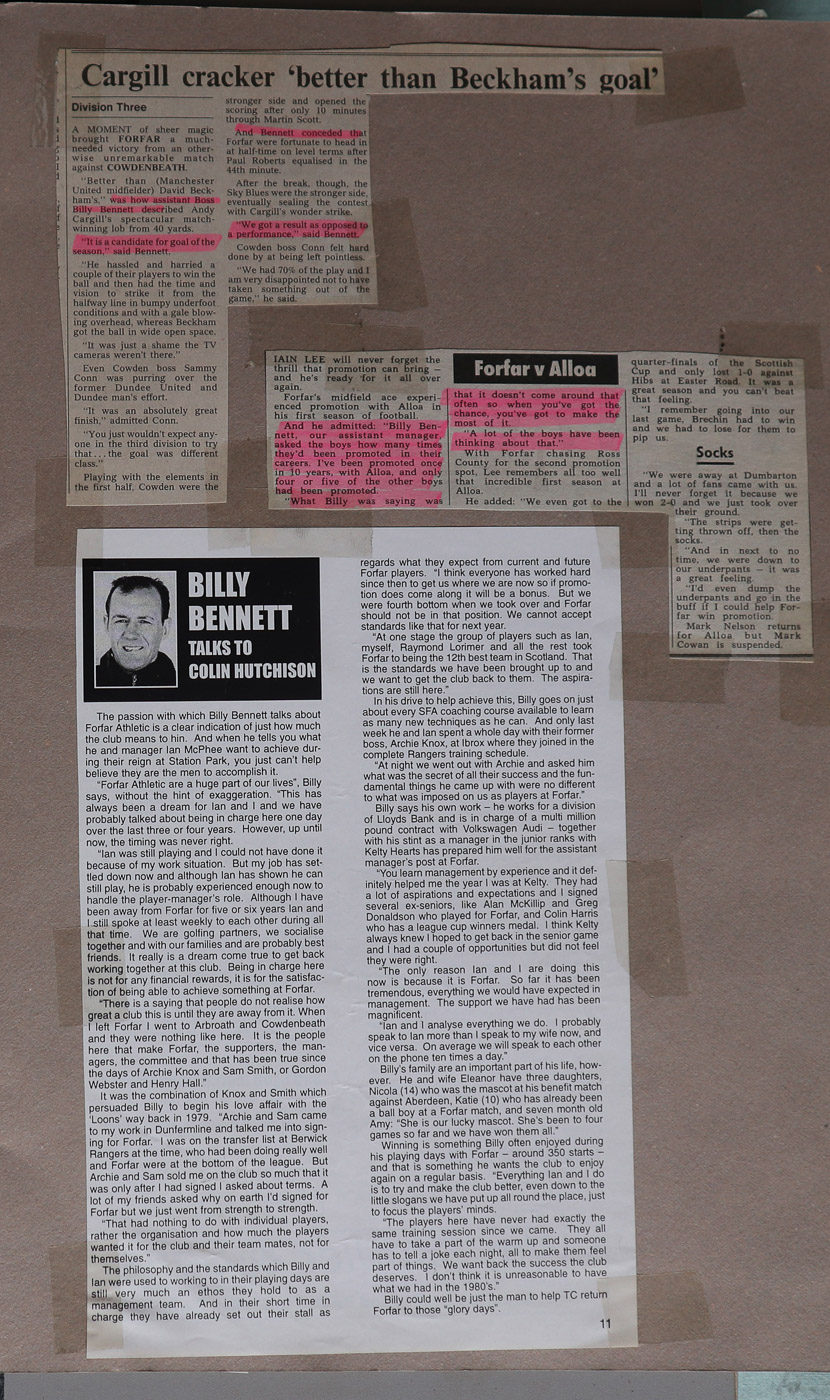 Cargill cracker ‘better than Beckham’s goal’
Division Three
A MOMENT of sheer magic
brought FORFAR a much-
needed victory from an other-
wise unremarkable match
against COWDENBEATH.
“Better than (Manchester
United midfielder) David Beck-
ham’s,” was how assistant Boss
Billy Bennett described Andy
Cargill’s spectacular match-
winning lob from 40 yards.
“It is a candidate for goal of the
season,” said Bennett.
“He hassled and harried a
couple of their players to win the
ball and then had the time and
vision to strike it from the
halfway line in bumpy underfoot
conditions and with a gale blow-
ing overhead, whereas Beckham
got the ball in wide open space.
“It was just a shame the TV
cameras weren’t there.”
Even Cowden boss Sammy
Conn was purring over the
former Dundee United and
Dundee man’s effort.
“It was an absolutely great
finish,” admitted Conn.
“You just wouldn’t expect any-
one in the third division to try
that...the goal was different
class.”
Playing with the elements in
the first half, Cowden were the
stronger side and opened the
scoring after only 10 minutes
through Martin Scott.
And Bennett conceded that
Forfar were fortunate to head in
at half-time on level terms after
Paul Roberts equalised in the
44th minute.
After the break, though, the
Sky Blues were the stronger side,
eventually sealing the contest
with Cargill’s wonder strike.
“We got a result as opposed to
a performance,” said Bennett.
Cowden boss Conn felt hard
done by at being left pointless.
“We had 70% of the play and I
am very disappointed not to have
taken something out of the
game,” he said.
IAIN LEE will never forget the
thrill that promotion can bring –
and he’s ready for it all over
again.
Forfar’s midfield ace experi-
enced promotion with Alloa in
his first season of football.
And he admitted: “Billy Ben-
nett, our assistant manager,
asked the boys how many times
they’d been promoted in their
careers. I’ve been promoted once
in 10 years, with Alloa, and only
four or five of the other boys
had been promoted.
“What Billy was saying was
Forfar v Alloa
that it doesn’t come around that
often so when you’ve got the
chance, you’ve got to make the
most of it.
“A lot of the boys have been
thinking about that.”
With Forfar chasing Ross
County for the second promotion
spot, Lee remembers all too well
that incredible first season at
Alloa.
He added: “We even got to the
quarter-finals of the Scottish
Cup and only lost 1-0 against
Hibs at Easter Road. It was a
great season and you can’t beat
that feeling.
“I remember going into our
last game, Brechin had to win
and we had to lose for them to
pip us.
Socks
“We were away at Dumbarton
and a lot of fans came with us.
I’ll never forget it because we
won 2-0 and we just took over
their ground.
“The strips were get-
ting thrown off, then the
socks.
“And in next to no
time, we were down to
our underpants – it was
a great feeling.
“I’d even dump the
underpants and go in the
buff if I could help For-
far win promotion.
Mark Nelson returns
for Alloa but Mark
Cowan is suspended.
BILLY
BENNETT
TALKS TO
COLIN HUTCHISON
The passion with which Billy Bennett talks about
Forfar Athletic is a clear indication of just how much
the club means to him. And when he tells you what
he and manager Ian McPhee want to achieve dur-
ing their reign at Station Park, you just can’t help
believe they are the men to accomplish it.
“Forfar Athletic are a huge part of our lives”, Billy
says, without the hint of exaggeration. “This has
always been a dream for Ian and I and we have
probably talked about being in charge here one day
over the last three or four years. However, up until
now, the timing was never right.
“Ian was still playing and I could not have done it
because of my work situation. But my job has set-
tled down now and although Ian has shown he can
still play, he is probably experienced enough now to
handle the player-manager’s role. Although I have
been away from Forfar for five or six years Ian and
I still spoke at least weekly to each other during all
that time. We are golfing partners, we socialise
together and with our families and are probably best
friends. It really is a dream come true to get back
working together at this club. Being in charge here
is not for any financial rewards, it is for the satisfac-
tion of being able to achieve something at Forfar.
“There is a saying that people do not realise how
great a club this is until they are away from it. When
I left Forfar I went to Arbroath and Cowdenbeath
and they were nothing like here. It is the people
here that make Forfar, the supporters, the man-
agers, the committee and that has been true since
the days of Archie Knox and Sam Smith, or Gordon
Webster and Henry Hall.”
It was the combination of Knox and Smith which
persuaded Billy to begin his love affair with the
‘Loons’ way back in 1979. “Archie and Sam came
to my work in Dunfermline and talked me into sign-
ing for Forfar. I was on the transfer list at Berwick
Rangers at the time, who had been doing really well
and Forfar were at the bottom of the league. But
Archie and Sam sold me on the club so much that it
was only after I had signed I asked about terms. A
lot of my friends asked why on earth I’d signed for
Forfar but we just went from strength to strength.
“That had nothing to do with individual players,
rather the organisation and how much the players
wanted it for the club and their team mates, not for
themselves.”
The philosophy and the standards which Billy and
Ian were used to working to in their playing days are
still very much an ethos they hold to as a
management team. And in their short time in
charge they have already set out their stall as
regards what they expect from current and future
Forfar players. “I think everyone has worked hard
since then to get us where we are now so if promo-
tion does come along it will be a bonus. But we
were fourth bottom when we took over and Forfar
should not be in that position. We cannot accept
standards like that for next year.
“At one stage the group of players such as Ian,
myself, Raymond Lorimer and all the rest took
Forfar to being the 12th best team in Scotland. That
is the standards we have been brought up to and
we want to get the club back to them. The aspira-
tions are still here.”
In his drive to help achieve this, Billy goes on just
about every SFA coaching course available to learn
as many new techniques as he can. And only last
week he and Ian spent a whole day with their former
boss, Archie Knox, at Ibrox where they joined in the
complete Rangers training schedule.
“At night we went out with Archie and asked him
what was the secret of all their success and the fun-
damental things he came up with were no different
to what was imposed on us as players at Forfar.”
Billy says his own work – he works for a division
of Lloyds Bank and is in charge of a multi million
pound contract with Volkswagen Audi – together
with his stint as a manager in the junior ranks with
Kelty Hearts has prepared him well for the assistant
manager’s post at Forfar.
“You learn management by experience and it def-
initely helped me the year I was at Kelty. They had
a lot of aspirations and expectations and I signed
several ex-seniors, like Alan McKillip and Greg
Donaldson who played for Forfar, and Colin Harris
who has a league cup winners medal. I think Kelty
always knew I hoped to get back in the senior game
and I had a couple of opportunities but did not feel
they were right.
“The only reason Ian and I are doing this
now is because it is Forfar. So far it has been
tremendous, everything we would have expected in
management. The support we have had has been
magnificent.
“Ian and I analyse everything we do. I probably
speak to Ian more than I speak to my wife now, and
vice versa. On average we will speak to each other
on the phone ten times a day.”
Billy’s family are an important part of his life, how-
ever. He and wife Eleanor have three daughters,
Nicola (14) who was the mascot at his benefit match
against Aberdeen, Katie (10) who has already been
a ball boy at a Forfar match, and seven month old
Amy: “She is our lucky mascot. She’s been to four
games so far and we have won them all.”
Winning is something Billy often enjoyed during
his playing days with Forfar – around 350 starts –
and that is something he wants the club to enjoy
again on a regular basis. “Everything Ian and I do
is to try and make the club better, even down to the
little slogans we have put up all round the place, just
to focus the players’ minds.
“The players here have never had exactly the
same training session since we came. They all
have to take a part of the warm up and someone
has to tell a joke each night, all to make them feel
part of things. We want back the success the club
deserves. I don’t think it is unreasonable to have
what we had in the 1980’s.”
Billy could well be just the man to help TC return
Forfar to those “glory days”.
11